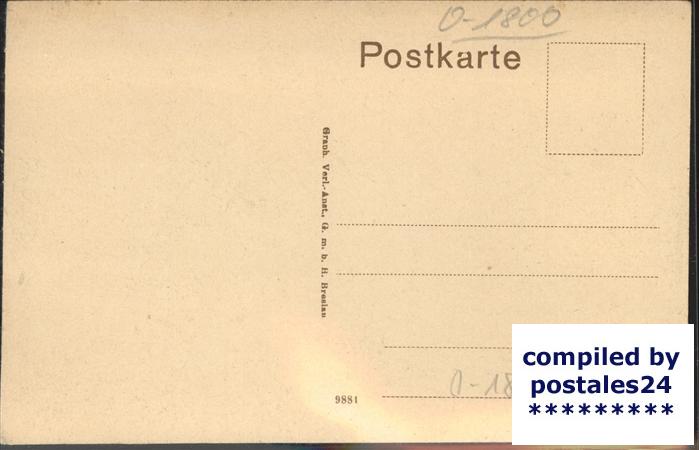 0-1800
Postkarte
Graph. Verl.-Anst., G. m. b. H. Breslau
0-18
9881
compiled by
postales24
*********